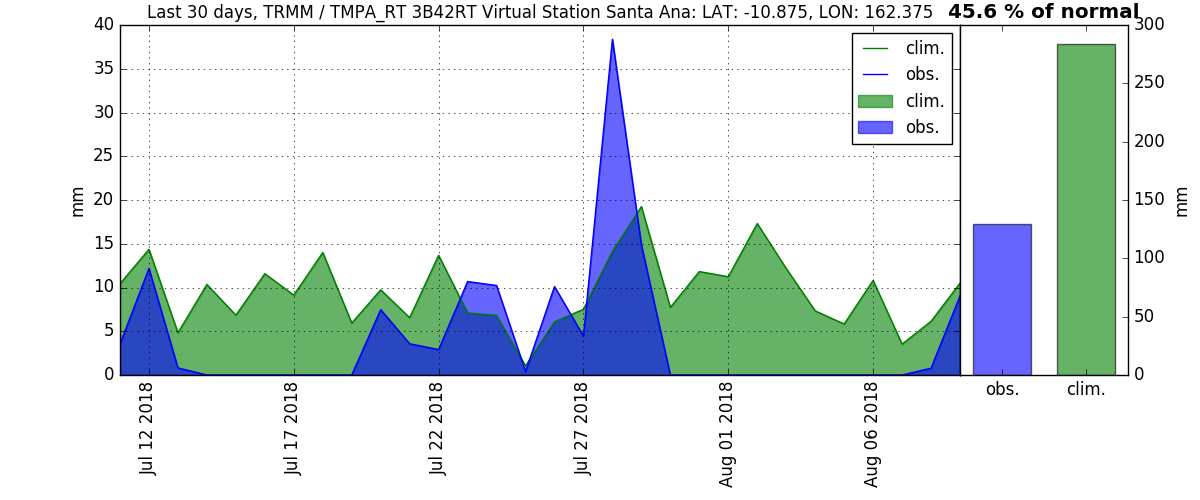 Last 30 days, TRMM / TMPA_RT 3B42RT Virtual Station Santa Ana: LAT: -10.875, LON: 162.375
45.6 % of normal
mm
40
35
30
25
20
15
10
5
0
clim.
obs.
clim.
obs.
Jul 12 2018
Jul 17 2018
Jul 22 2018
Jul 27 2018
Aug 01 2018
Aug 06 2018
300
250
200
150
100
50
0
mm
obs.
clim.